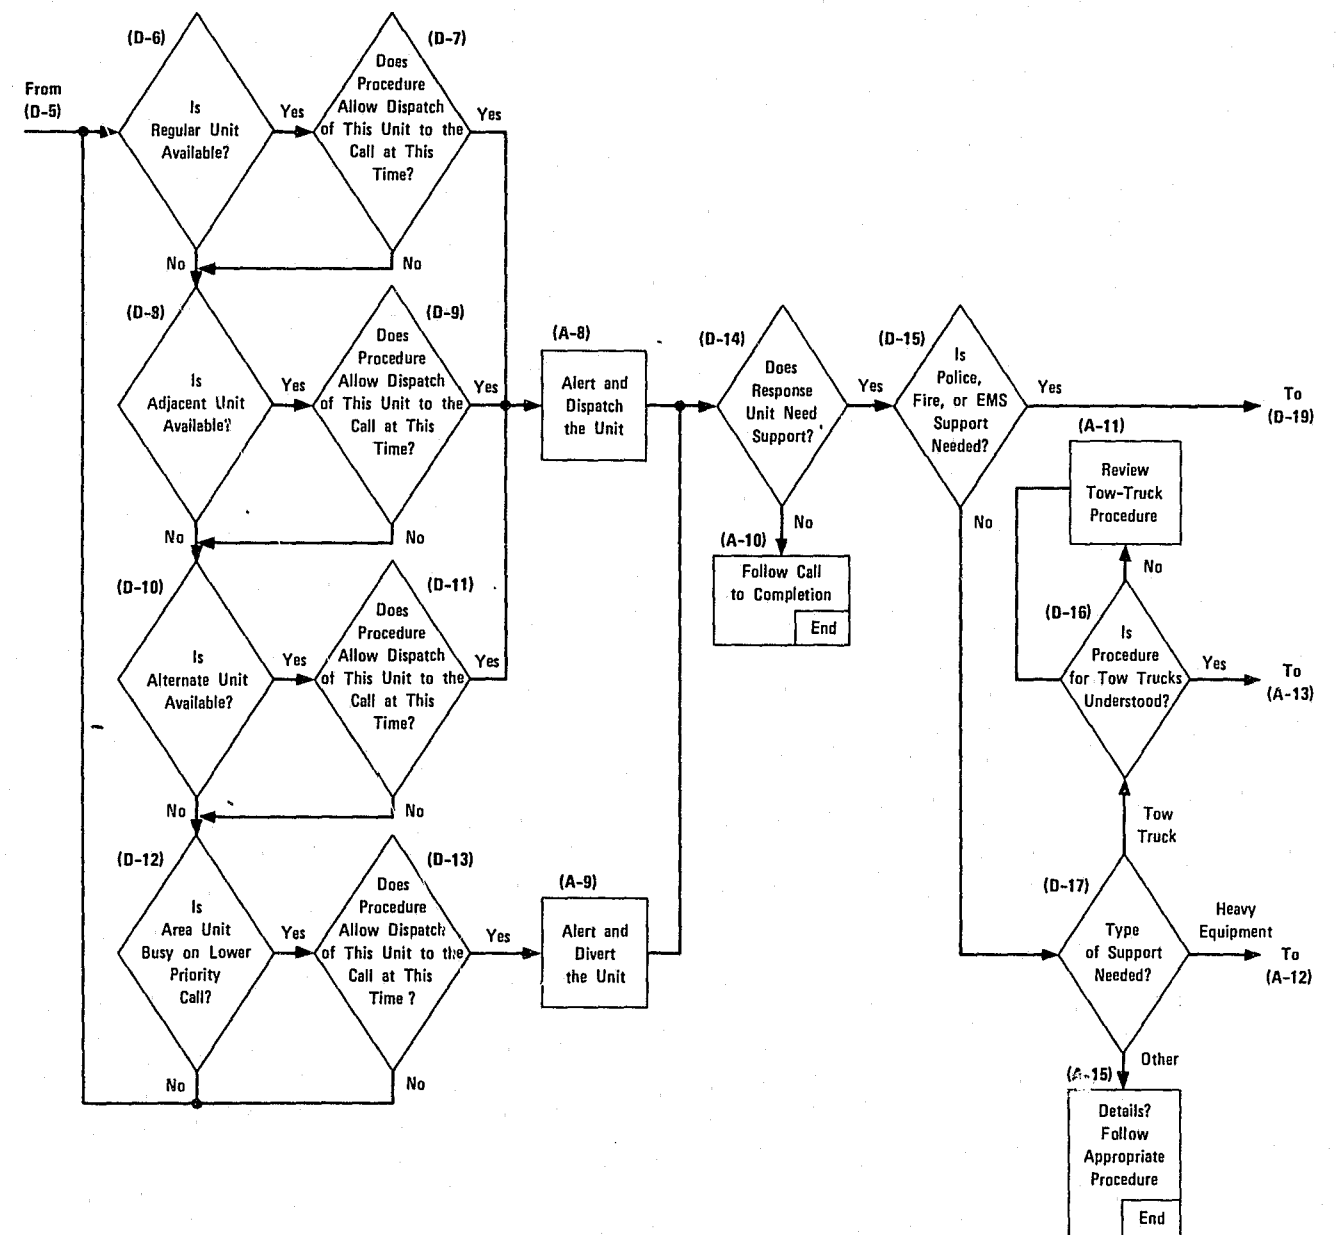 From
(D-5)
(D-6)
Is
Regular Unit
Available?
Yes
No
(D-7)
Does
Procedure
Allow Dispatch
of This Unit to the
Call at This
Time?
Yes
No
(D-8)
Is
Adjacent Unit
Available?
Yes
No
(D-9)
Does
Procedure
Allow Dispatch
of This Unit to the
Call at This
Time?
Yes
No
(D-10)
Is
Alternate Unit
Available?
Yes
No
(D-11)
Does
Procedure
Allow Dispatch
of This Unit to the
Call at This
Time?
Yes
No
(D-12)
Is
Area Unit
Busy on Lower
Priority
Call?
Yes
No
(D-13)
Does
Procedure
Allow Dispatch
of This Unit to the
Call at This
Time ?
Yes
No
(A-8)
Alert and
Dispatch
the Unit
(A-9)
Alert and
Divert
the Unit
(D-14)
Does
Response
Unit Need
Support?
Yes
No
(A-10)
Follow Call
to Completion
End
(D-15)
Is
Police,
Fire, or EMS
Support
Needed?
Yes
To
(D-19)
No
(A-11)
Review
Tow-Truck
Procedure
No
(D-16)
Is
Procedure
for Tow Trucks
Understood?
Yes
To
(A-13)
Tow
Truck
(D-17)
Type
of Support
Needed?
Heavy
Equipment
To
(A-12)
Other
(A-15)
Details?
Follow
Appropriate
Procedure
End